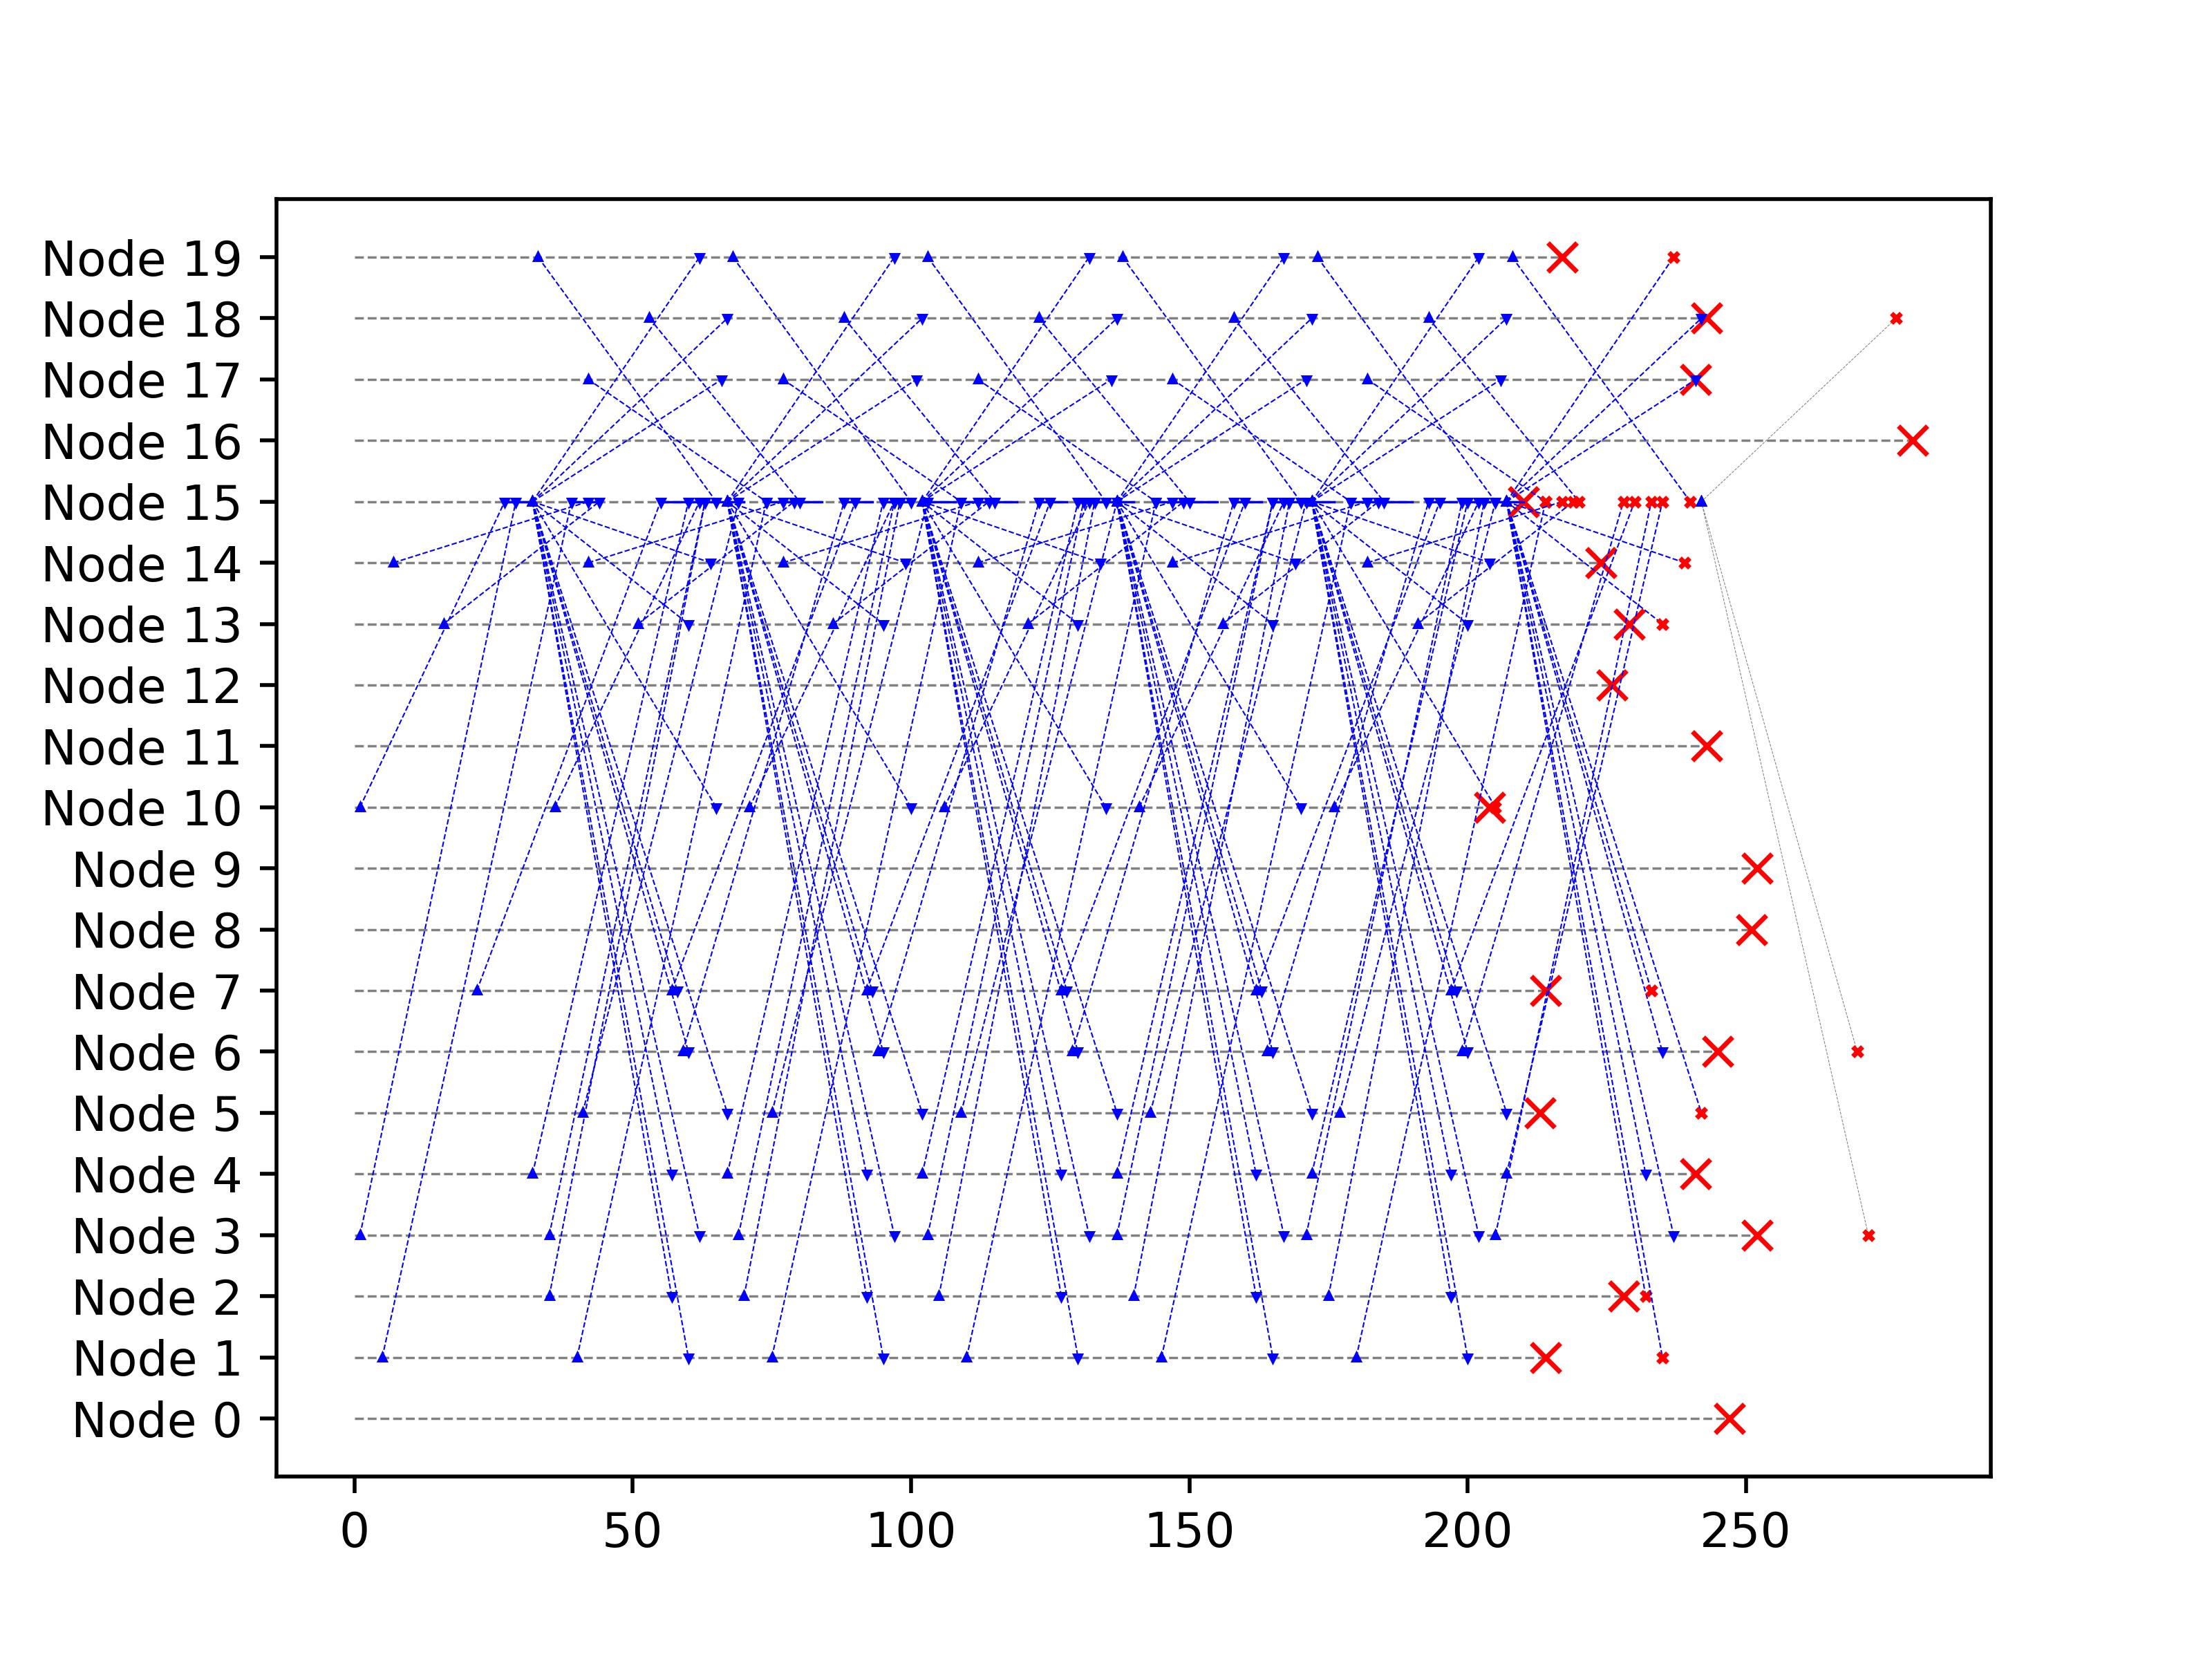 Node 19
Node 18
Node 17
Node 16
Node 15
Node 14
Node 13
Node 12
Node 11
Node 10
Node 9
Node 8
Node 7
Node 6
Node 5
Node 4
Node 3
Node 2
Node 1
Node 0
0 50 100 150 200 250